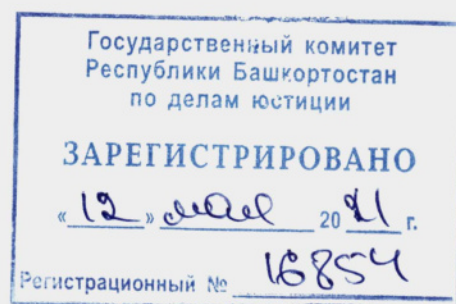 Государственный комитет
Республики Башкортостан
по делам юстиции
ЗАРЕГИСТРИРОВАНО
«12» мая 2021 г.
Регистрационный № 16854